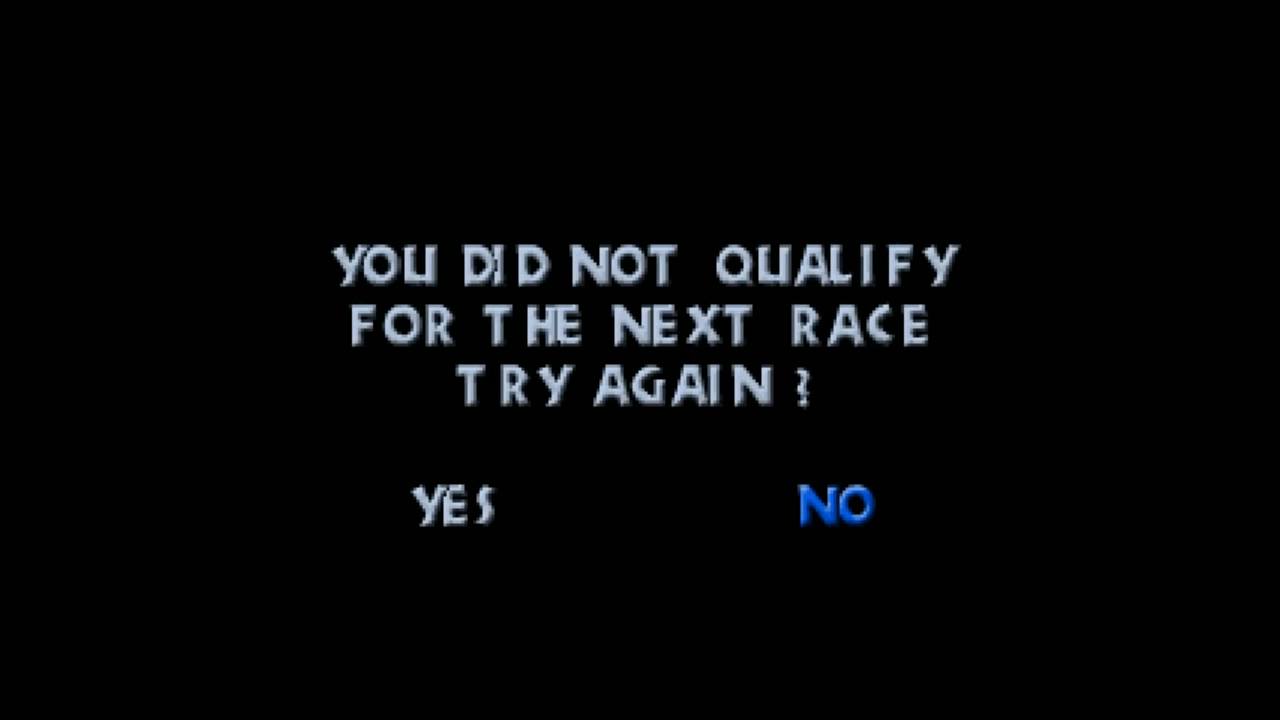 YOU DID NOT QUALIFY
FOR THE NEXT RACE
TRY AGAIN ?
YES NO